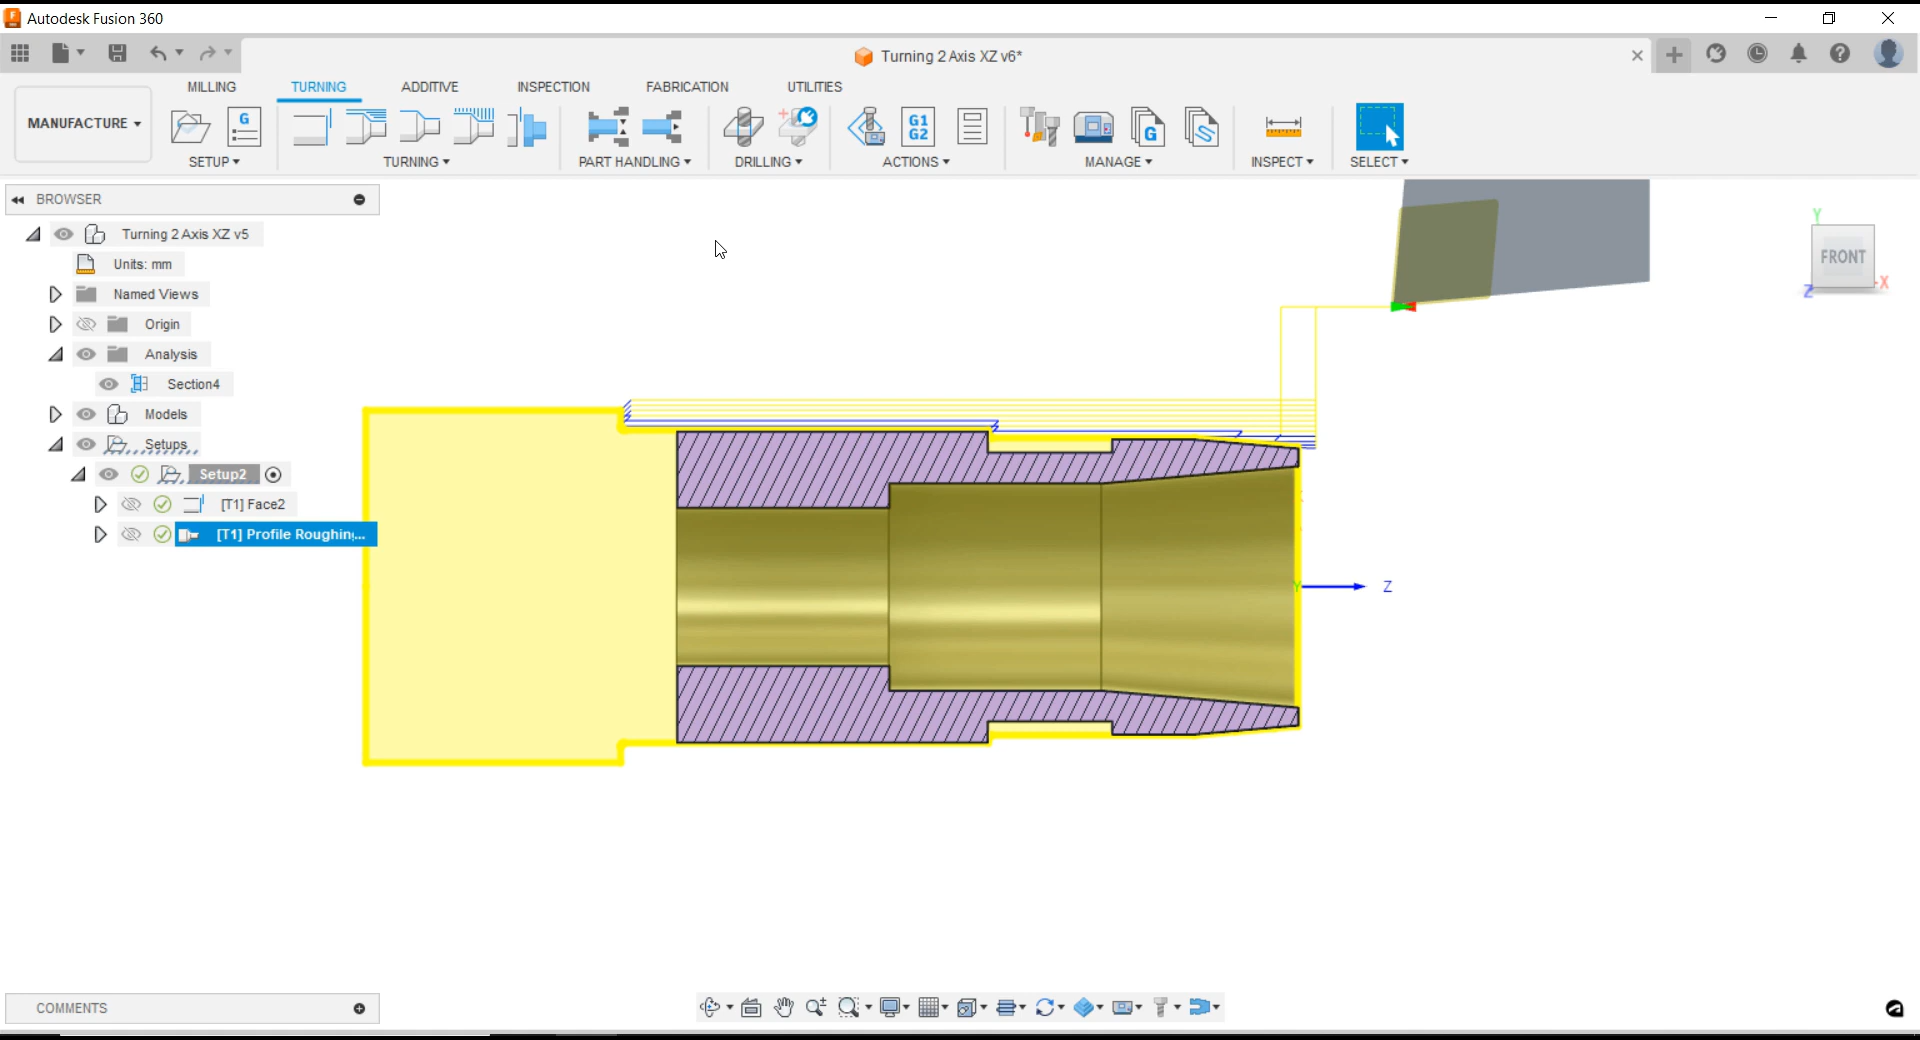 Autodesk Fusion 360
Turning 2 Axis XZ v6*
MILLING TURNING ADDITIVE INSPECTION FABRICATION UTILITIES
MANUFACTURE
G
G1
G2
G
SETUP TURNING PART HANDLING DRILLING ACTIONS MANAGE INSPECT SELECT
BROWSER
Turning 2 Axis XZ v5
Units: mm
Named Views
Origin
Analysis
Section4
Models
Setups
Setup2
[T1] Face2
[T1] Profile Roughin...
Y
FRONT
X
Z
Y
Z
COMMENTS